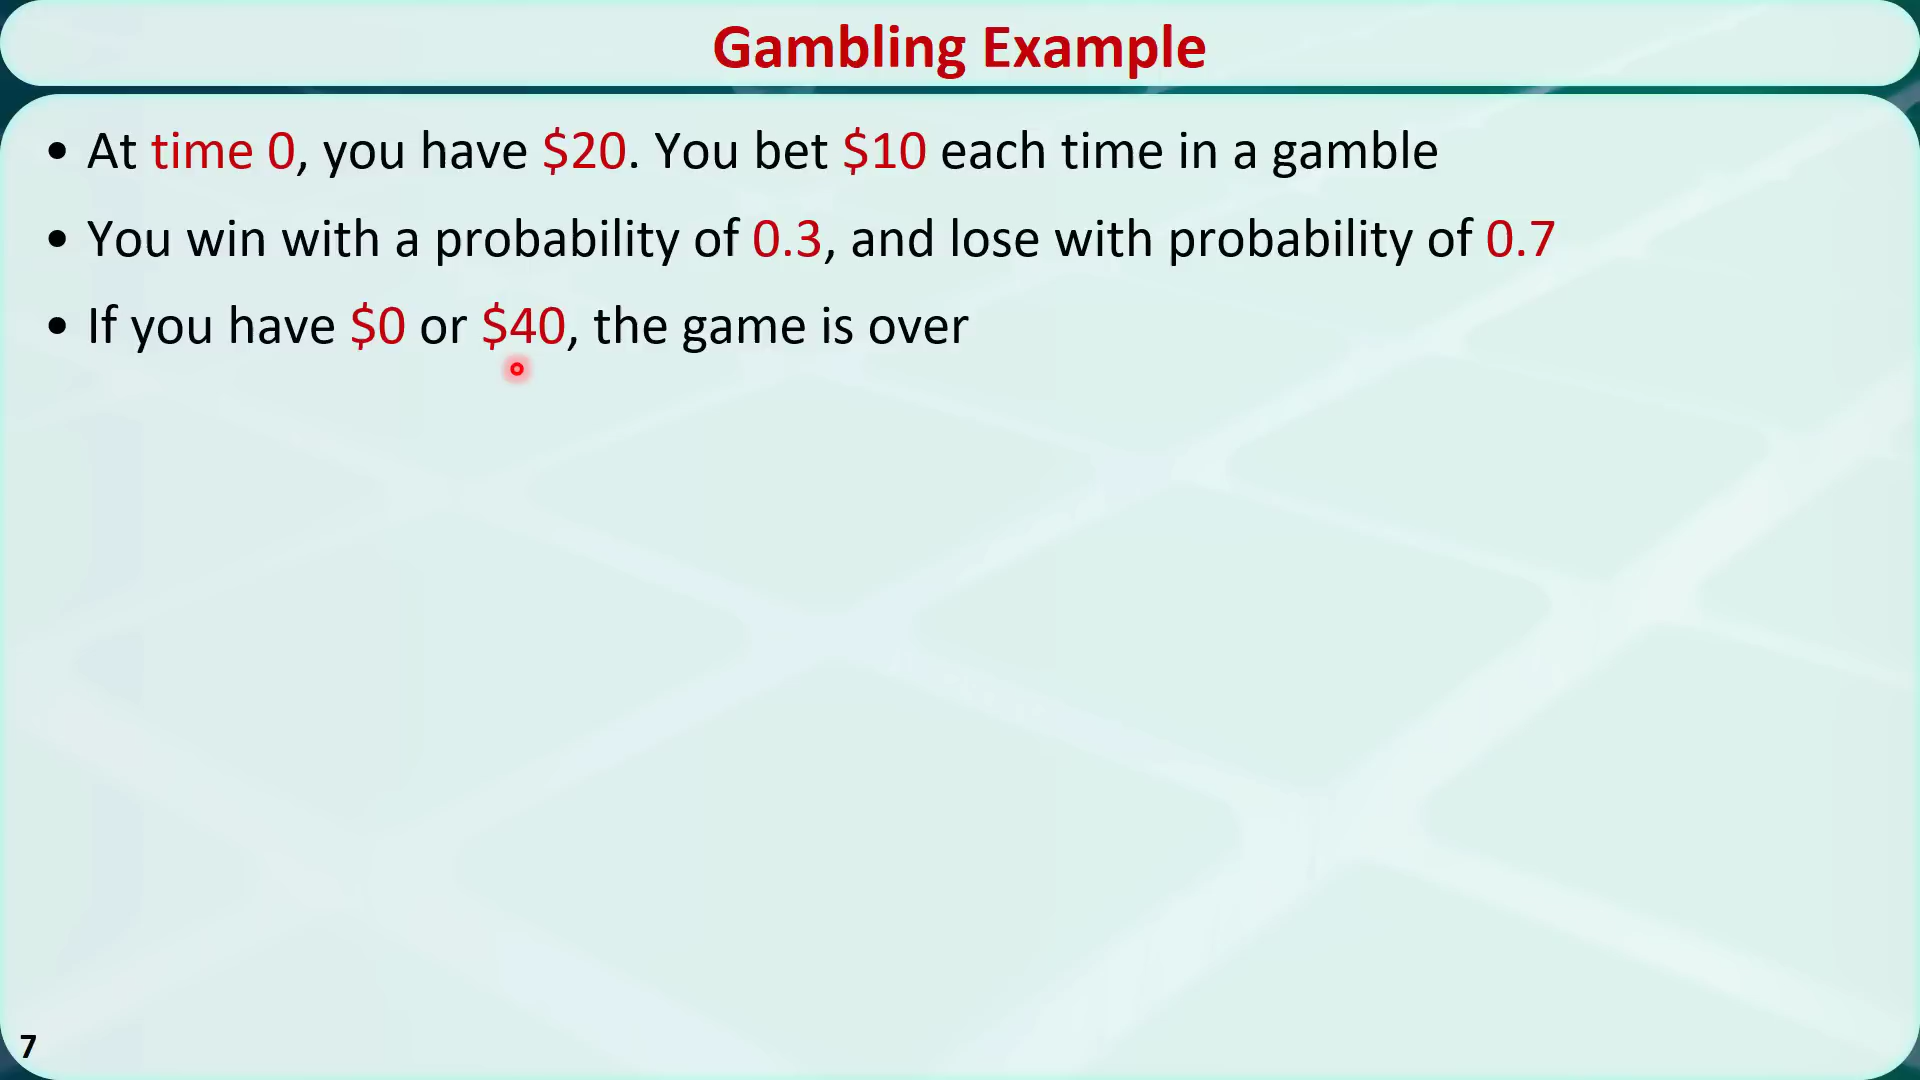 Gambling Example
• At time 0, you have $20. You bet $10 each time in a gamble
• You win with a probability of 0.3, and lose with probability of 0.7
• If you have $0 or $40, the game is over
7